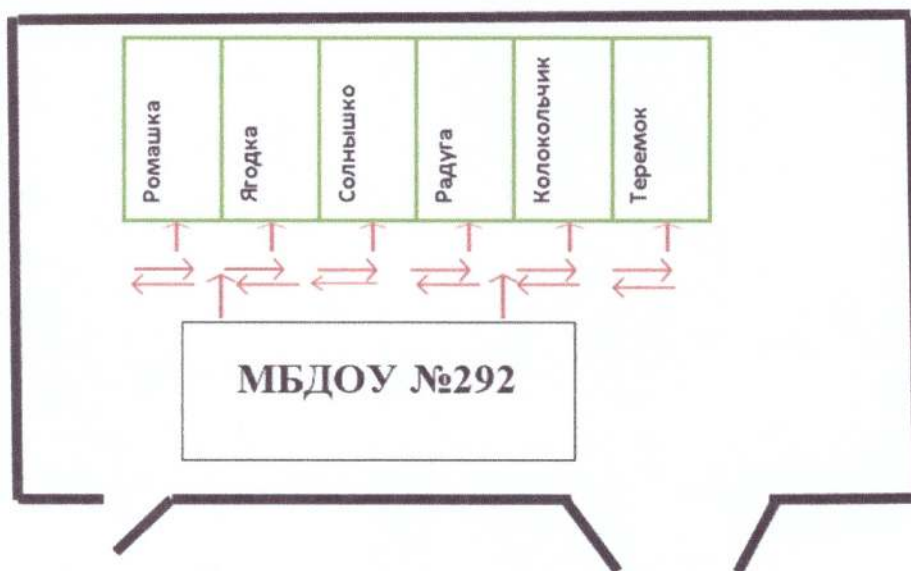 Ромашка
Ягодка
Солнышко
Радуга
Колокольчик
Теремок
МБДОУ №292